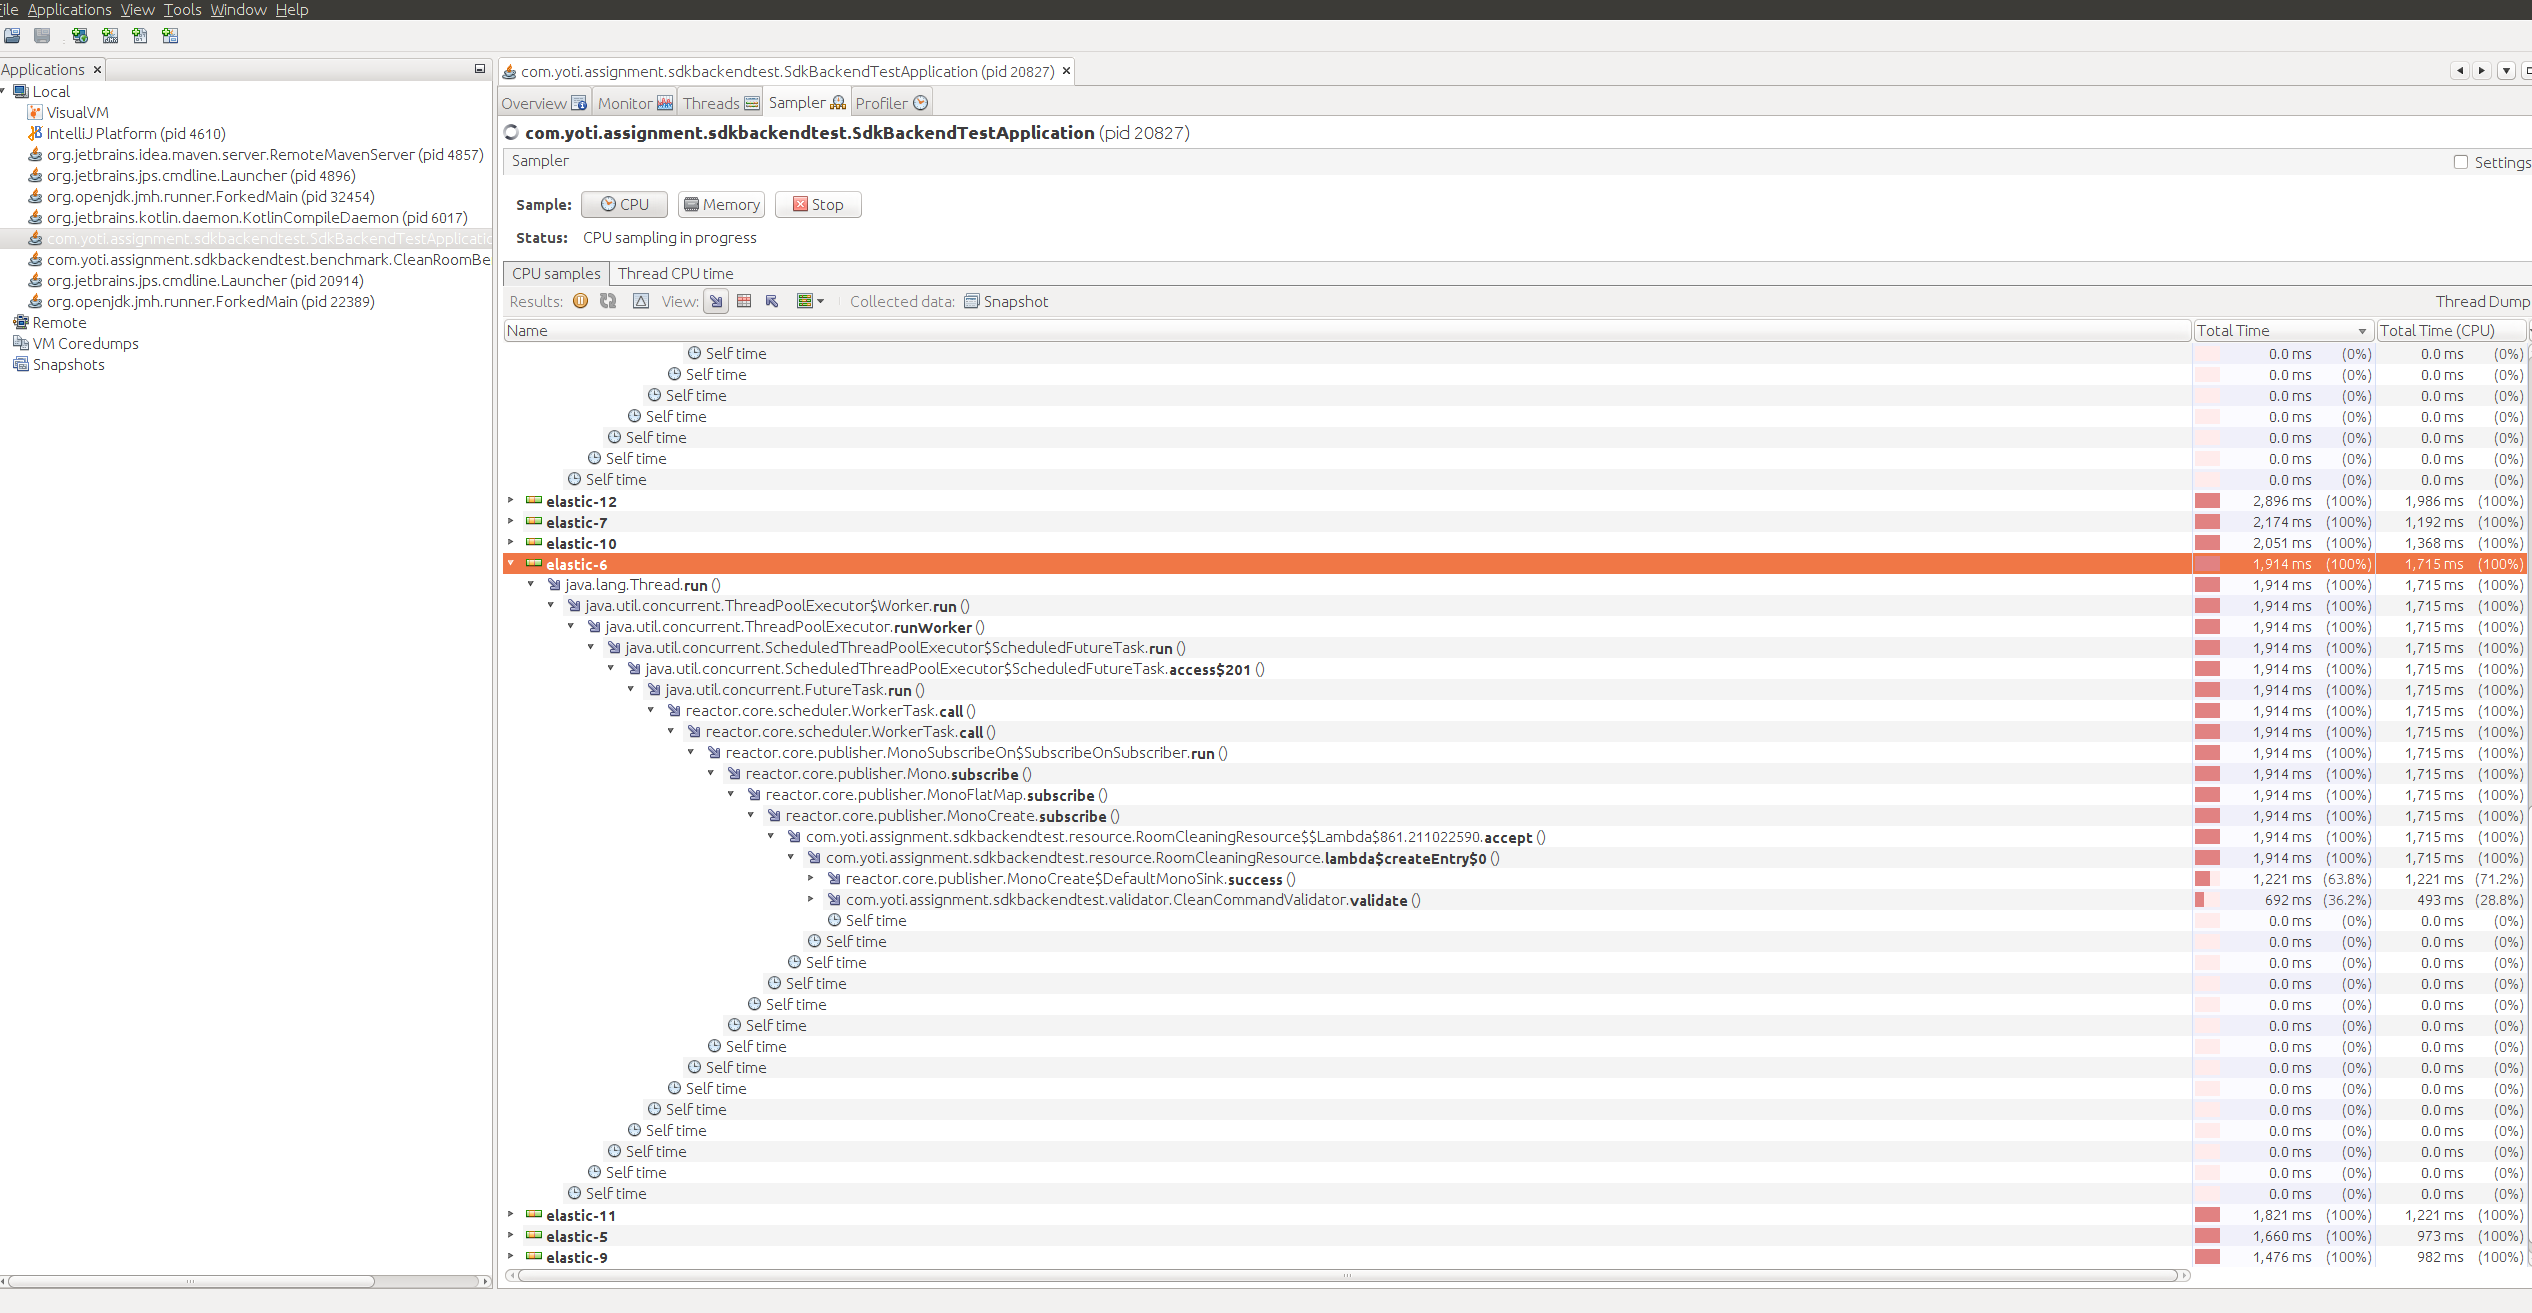 File Applications View Tools Window Help
Applications
Local
VisualVM
IntelliJ Platform (pid 4610)
org.jetbrains.idea.maven.server.RemoteMavenServer (pid 4857)
org.jetbrains.jps.cmdline.Launcher (pid 4896)
org.openjdk.jmh.runner.ForkedMain (pid 32454)
org.jetbrains.kotlin.daemon.KotlinCompileDaemon (pid 6017)
com.yoti.assignment.sdkbackendtest.SdkBackendTestApplicatio
com.yoti.assignment.sdkbackendtest.benchmark.CleanRoomBe
org.jetbrains.jps.cmdline.Launcher (pid 20914)
org.openjdk.jmh.runner.ForkedMain (pid 22389)
Remote
VM Coredumps
Snapshots
com.yoti.assignment.sdkbackendtest.SdkBackendTestApplication (pid 20827)
Overview Monitor Threads Sampler Profiler
com.yoti.assignment.sdkbackendtest.SdkBackendTestApplication (pid 20827)
Sampler Settings
Sample: CPU Memory Stop
Status: CPU sampling in progress
CPU samples Thread CPU time
Results: View: Collected data: Snapshot Thread Dump
Name Total Time Total Time (CPU)
Self time 0.0 ms (0%) 0.0 ms (0%)
Self time 0.0 ms (0%) 0.0 ms (0%)
Self time 0.0 ms (0%) 0.0 ms (0%)
Self time 0.0 ms (0%) 0.0 ms (0%)
Self time 0.0 ms (0%) 0.0 ms (0%)
Self time 0.0 ms (0%) 0.0 ms (0%)
Self time 0.0 ms (0%) 0.0 ms (0%)
elastic-12 2,896 ms (100%) 1,986 ms (100%)
elastic-7 2,174 ms (100%) 1,192 ms (100%)
elastic-10 2,051 ms (100%) 1,368 ms (100%)
elastic-6 1,914 ms (100%) 1,715 ms (100%)
java.lang.Thread.run () 1,914 ms (100%) 1,715 ms (100%)
java.util.concurrent.ThreadPoolExecutor$Worker.run () 1,914 ms (100%) 1,715 ms (100%)
java.util.concurrent.ThreadPoolExecutor.runWorker () 1,914 ms (100%) 1,715 ms (100%)
java.util.concurrent.ScheduledThreadPoolExecutor$ScheduledFutureTask.run () 1,914 ms (100%) 1,715 ms (100%)
java.util.concurrent.ScheduledThreadPoolExecutor$ScheduledFutureTask.access$201 () 1,914 ms (100%) 1,715 ms (100%)
java.util.concurrent.FutureTask.run () 1,914 ms (100%) 1,715 ms (100%)
reactor.core.scheduler.WorkerTask.call () 1,914 ms (100%) 1,715 ms (100%)
reactor.core.scheduler.WorkerTask.call () 1,914 ms (100%) 1,715 ms (100%)
reactor.core.publisher.MonoSubscribeOn$SubscribeOnSubscriber.run () 1,914 ms (100%) 1,715 ms (100%)
reactor.core.publisher.Mono.subscribe () 1,914 ms (100%) 1,715 ms (100%)
reactor.core.publisher.MonoFlatMap.subscribe () 1,914 ms (100%) 1,715 ms (100%)
reactor.core.publisher.MonoCreate.subscribe () 1,914 ms (100%) 1,715 ms (100%)
com.yoti.assignment.sdkbackendtest.resource.RoomCleaningResource$$Lambda$861.211022590.accept () 1,914 ms (100%) 1,715 ms (100%)
com.yoti.assignment.sdkbackendtest.resource.RoomCleaningResource.lambda$createEntry$0 () 1,914 ms (100%) 1,715 ms (100%)
reactor.core.publisher.MonoCreate$DefaultMonoSink.success () 1,221 ms (63.8%) 1,221 ms (71.2%)
com.yoti.assignment.sdkbackendtest.validator.CleanCommandValidator.validate () 692 ms (36.2%) 493 ms (28.8%)
Self time 0.0 ms (0%) 0.0 ms (0%)
Self time 0.0 ms (0%) 0.0 ms (0%)
Self time 0.0 ms (0%) 0.0 ms (0%)
Self time 0.0 ms (0%) 0.0 ms (0%)
Self time 0.0 ms (0%) 0.0 ms (0%)
Self time 0.0 ms (0%) 0.0 ms (0%)
Self time 0.0 ms (0%) 0.0 ms (0%)
Self time 0.0 ms (0%) 0.0 ms (0%)
Self time 0.0 ms (0%) 0.0 ms (0%)
Self time 0.0 ms (0%) 0.0 ms (0%)
Self time 0.0 ms (0%) 0.0 ms (0%)
Self time 0.0 ms (0%) 0.0 ms (0%)
Self time 0.0 ms (0%) 0.0 ms (0%)
Self time 0.0 ms (0%) 0.0 ms (0%)
elastic-11 1,821 ms (100%) 1,221 ms (100%)
elastic-5 1,660 ms (100%) 973 ms (100%)
elastic-9 1,476 ms (100%) 982 ms (100%)